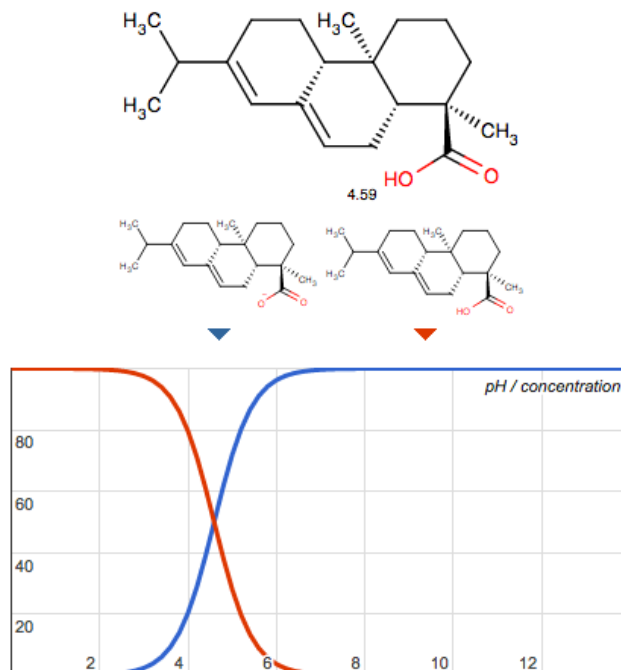 H₃C
H₃C
H₃C
CH₃
HO
O
4.59
H₃C
H₃C
H₃C
CH₃
O⁻
O
H₃C
H₃C
H₃C
CH₃
HO
O
pH / concentration
80
60
40
20
2
4
6
8
10
12